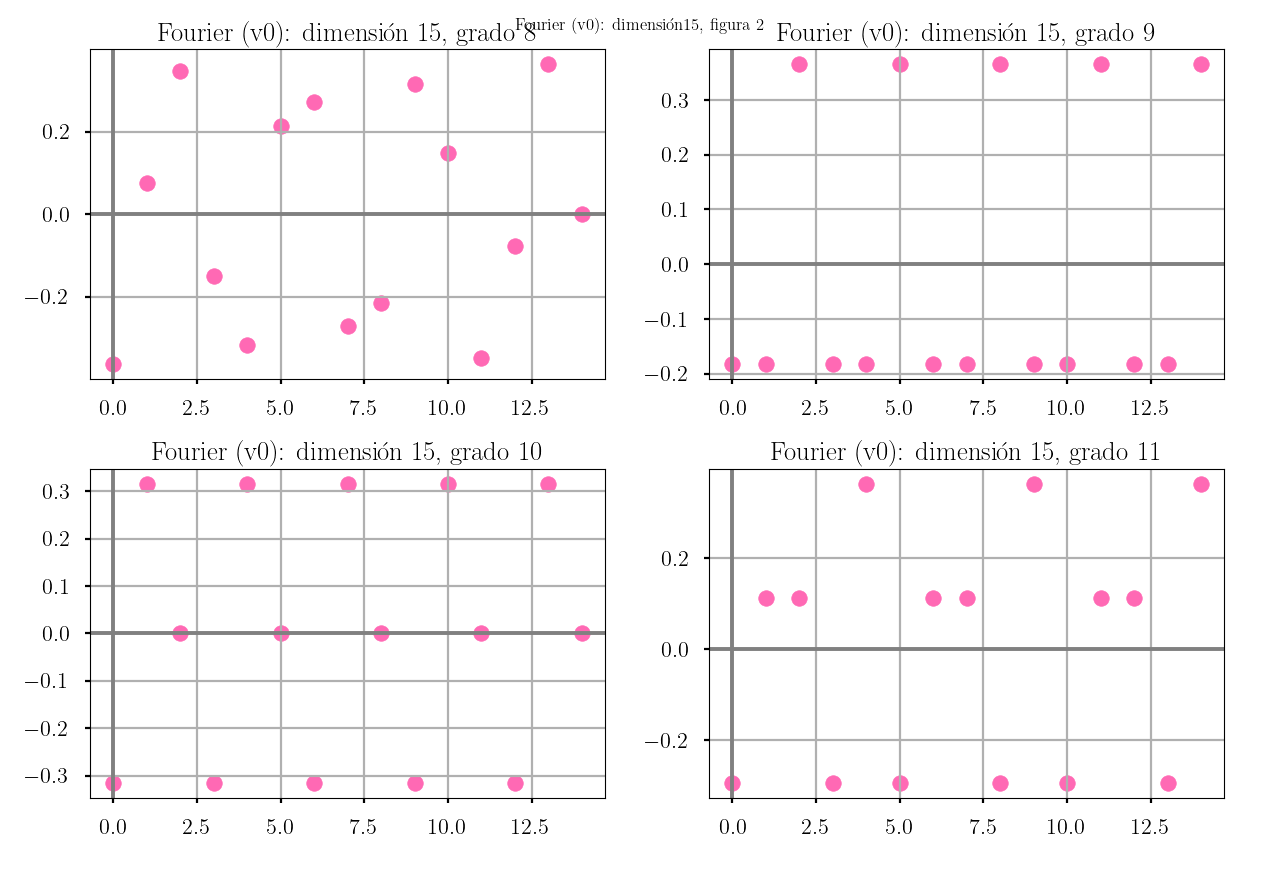 Fourier (v0): dimensión15, figura 2
Fourier (v0): dimensión 15, grado 8
0.2
0.0
−0.2
0.0 2.5 5.0 7.5 10.0 12.5
Fourier (v0): dimensión 15, grado 9
0.3
0.2
0.1
0.0
−0.1
−0.2
0.0 2.5 5.0 7.5 10.0 12.5
Fourier (v0): dimensión 15, grado 10
0.3
0.2
0.1
0.0
−0.1
−0.2
−0.3
0.0 2.5 5.0 7.5 10.0 12.5
Fourier (v0): dimensión 15, grado 11
0.2
0.0
−0.2
0.0 2.5 5.0 7.5 10.0 12.5